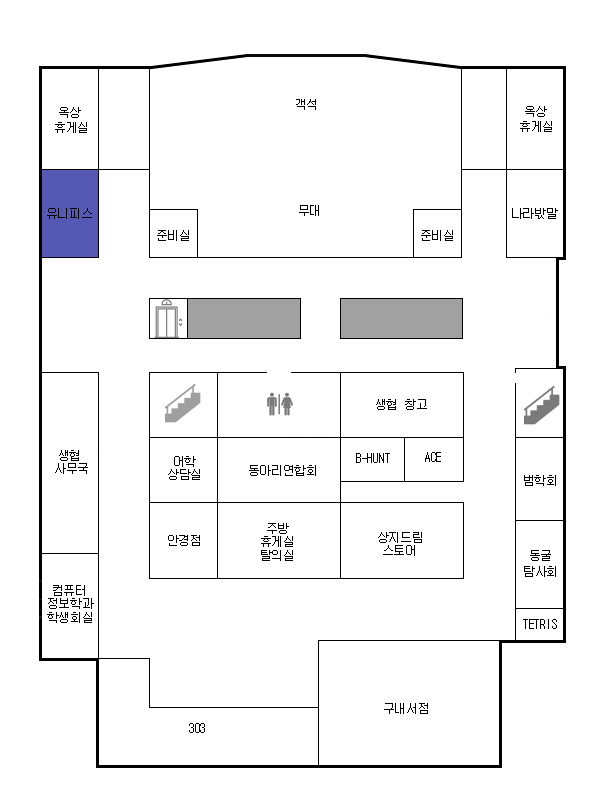 객석
옥상
휴게실
옥상
휴게실
유니피스
무대
나라밗말
준비실
준비실
생협 창고
생협
사무국
어학
상담실
동아리연합회
B-HUNT
ACE
범학회
안경점
주방
휴게실
탈의실
상지드림
스토어
동굴
탐사회
컴퓨터
정보학과
학생회실
TETRIS
구내서점
303